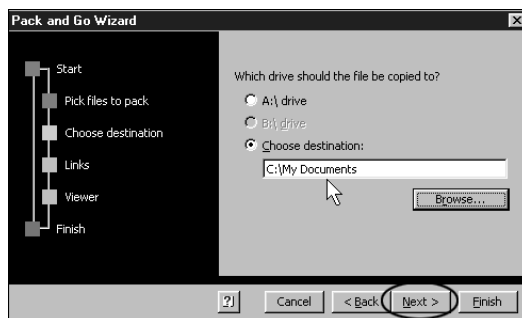 Pack and Go Wizard
Start
Pick files to pack
Choose destination
Links
Viewer
Finish
Which drive should the file be copied to?
A:\ drive
B:\ drive
Choose destination:
C:\My Documents
Browse...
Cancel
< Back
Next >
Finish